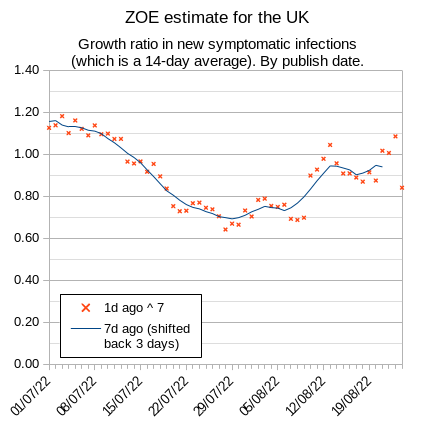 ZOE estimate for the UK
Growth ratio in new symptomatic infections
(which is a 14-day average). By publish date.
1.40
1.20
1.00
0.80
0.60
0.40
0.20
0.00
1d ago ^ 7
7d ago (shifted
back 3 days)
01/07/22
08/07/22
15/07/22
22/07/22
29/07/22
05/08/22
12/08/22
19/08/22